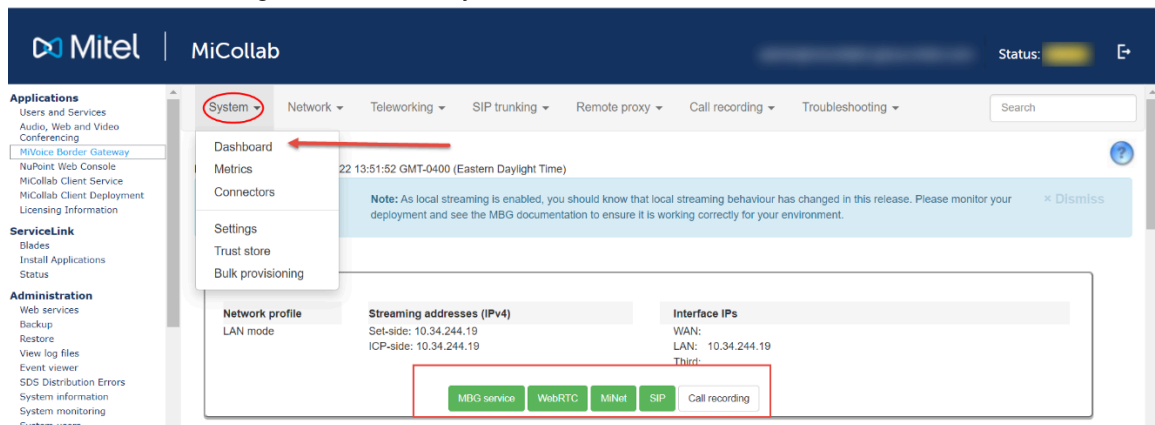 Mitel
MiCollab
Status:
Applications
Users and Services
Audio, Web and Video
Conferencing
MiVoice Border Gateway
NuPoint Web Console
MiCollab Client Service
MiCollab Client Deployment
Licensing Information
ServiceLink
Blades
Install Applications
Status
Administration
Web services
Backup
Restore
View log files
Event viewer
SDS Distribution Errors
System information
System monitoring
System users
System Network Teleworking SIP trunking Remote proxy Call recording Troubleshooting Search
Dashboard
Metrics
Connectors
Settings
Trust store
Bulk provisioning
22 13:51:52 GMT-0400 (Eastern Daylight Time)
?
Note: As local streaming is enabled, you should know that local streaming behaviour has changed in this release. Please monitor your
deployment and see the MBG documentation to ensure it is working correctly for your environment.
× Dismiss
Network profile
LAN mode
Streaming addresses (IPv4)
Set-side: 10.34.244.19
ICP-side: 10.34.244.19
Interface IPs
WAN:
LAN: 10.34.244.19
Third:
MBG service WebRTC MiNet SIP Call recording